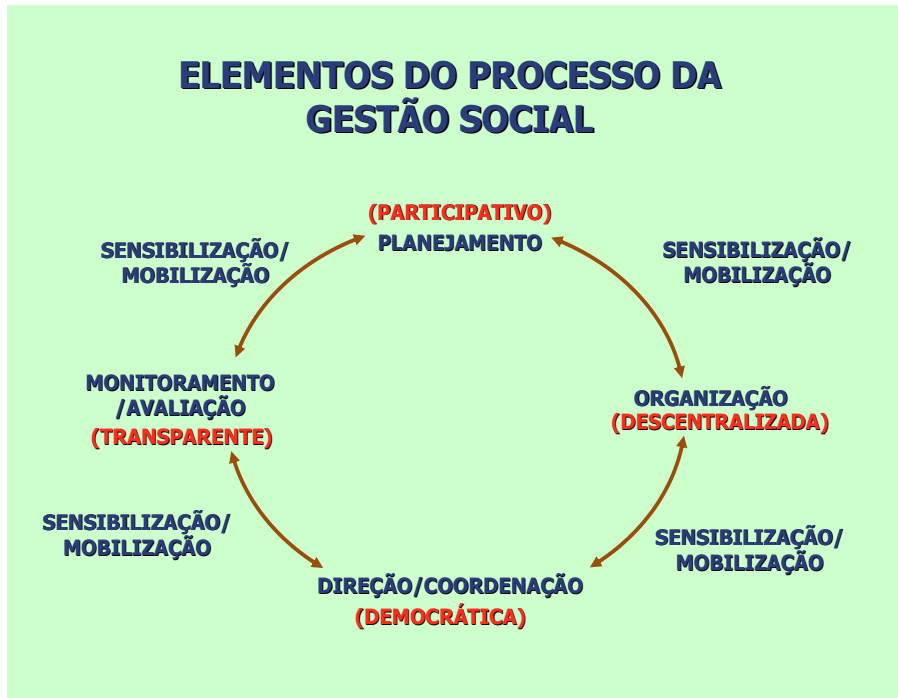 ELEMENTOS DO PROCESSO DA
GESTÃO SOCIAL
(PARTICIPATIVO)
PLANEJAMENTO
SENSIBILIZAÇÃO/
MOBILIZAÇÃO
SENSIBILIZAÇÃO/
MOBILIZAÇÃO
MONITORAMENTO
/AVALIAÇÃO
(TRANSPARENTE)
ORGANIZAÇÃO
(DESCENTRALIZADA)
SENSIBILIZAÇÃO/
MOBILIZAÇÃO
SENSIBILIZAÇÃO/
MOBILIZAÇÃO
DIREÇÃO/COORDENAÇÃO
(DEMOCRÁTICA)